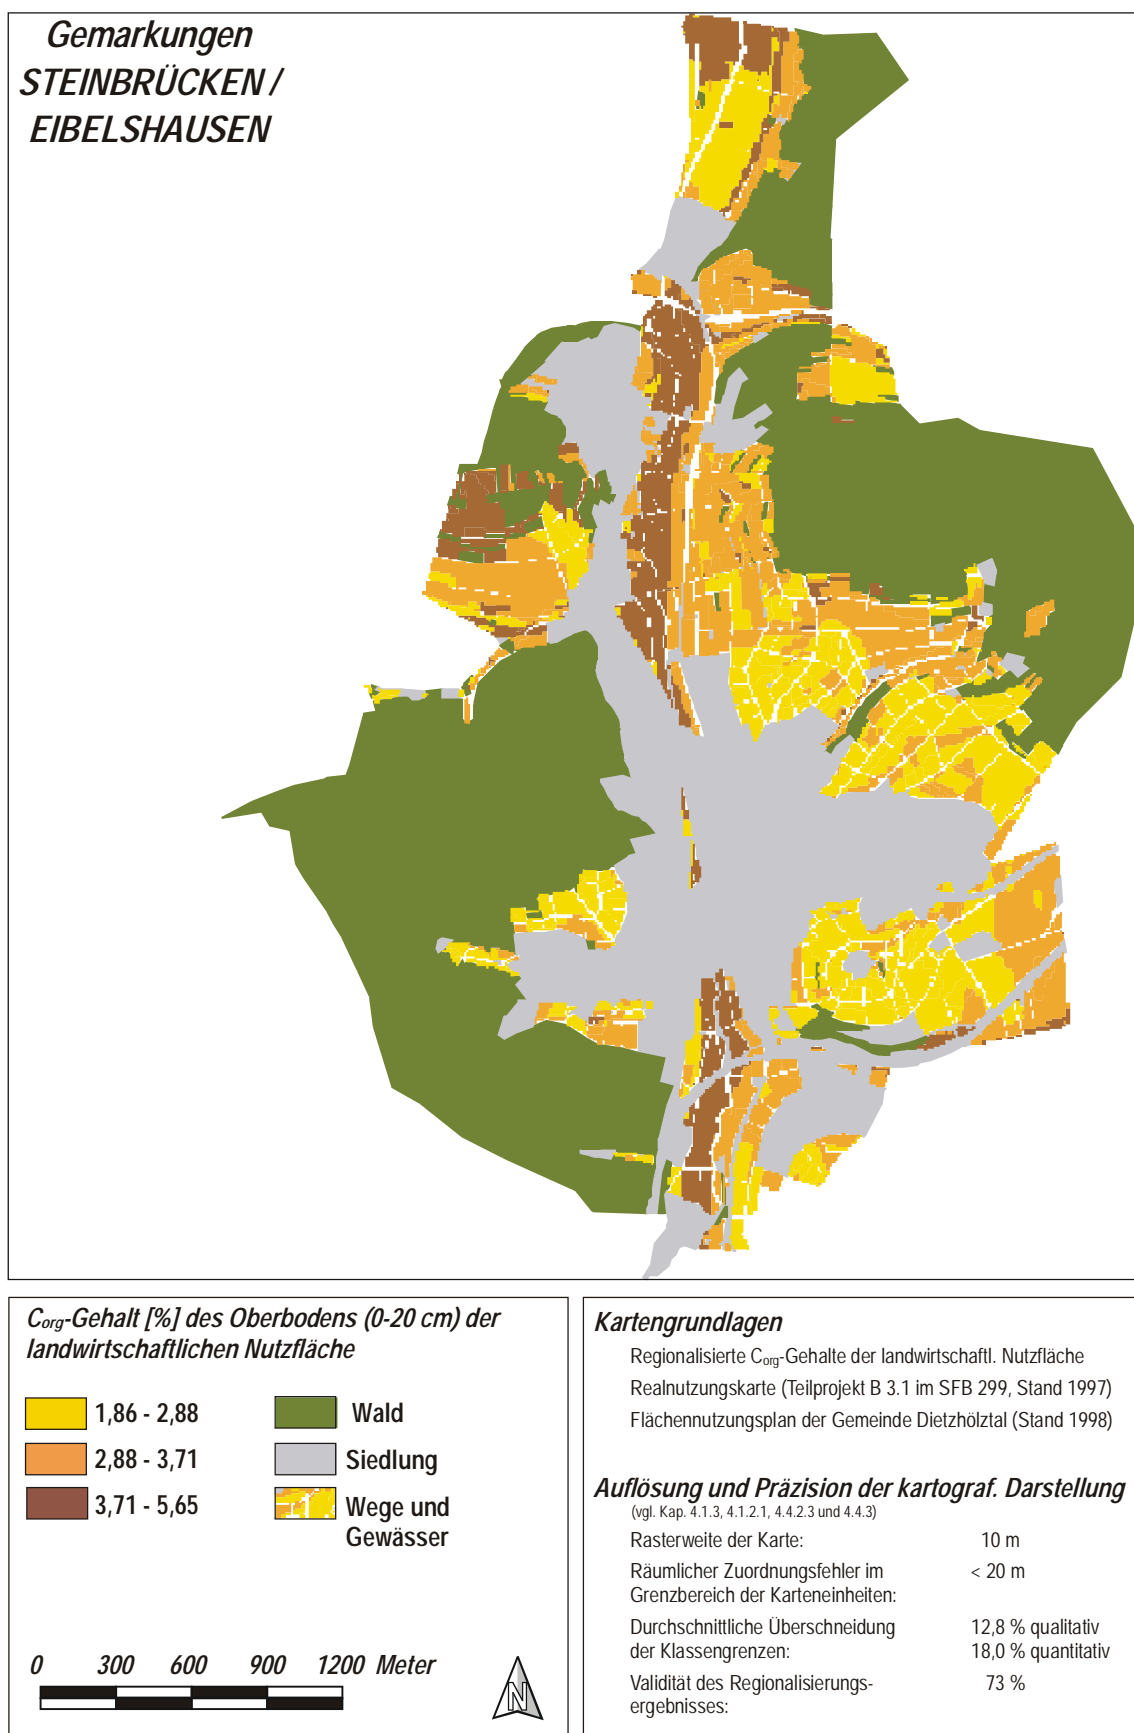 Gemarkungen
STEINBRÜCKEN /
EIBELSHAUSEN
Corg-Gehalt [%] des Oberbodens (0-20 cm) der
landwirtschaftlichen Nutzfläche
1,86 - 2,88
2,88 - 3,71
3,71 - 5,65
Wald
Siedlung
Wege und
Gewässer
0 300 600 900 1200 Meter
N
Kartengrundlagen
Regionalisierte Corg-Gehalte der landwirtschaftl. Nutzfläche
Realnutzungskarte (Teilprojekt B 3.1 im SFB 299, Stand 1997)
Flächennutzungsplan der Gemeinde Dietzhölztal (Stand 1998)
Auflösung und Präzision der kartograf. Darstellung
(vgl. Kap. 4.1.3, 4.1.2.1, 4.4.2.3 und 4.4.3)
Rasterweite der Karte: 10 m
Räumlicher Zuordnungsfehler im < 20 m
Grenzbereich der Karteneinheiten:
Durchschnittliche Überschneidung 12,8 % qualitativ
der Klassengrenzen: 18,0 % quantitativ
Validität des Regionalisierungs- 73 %
ergebnisses: